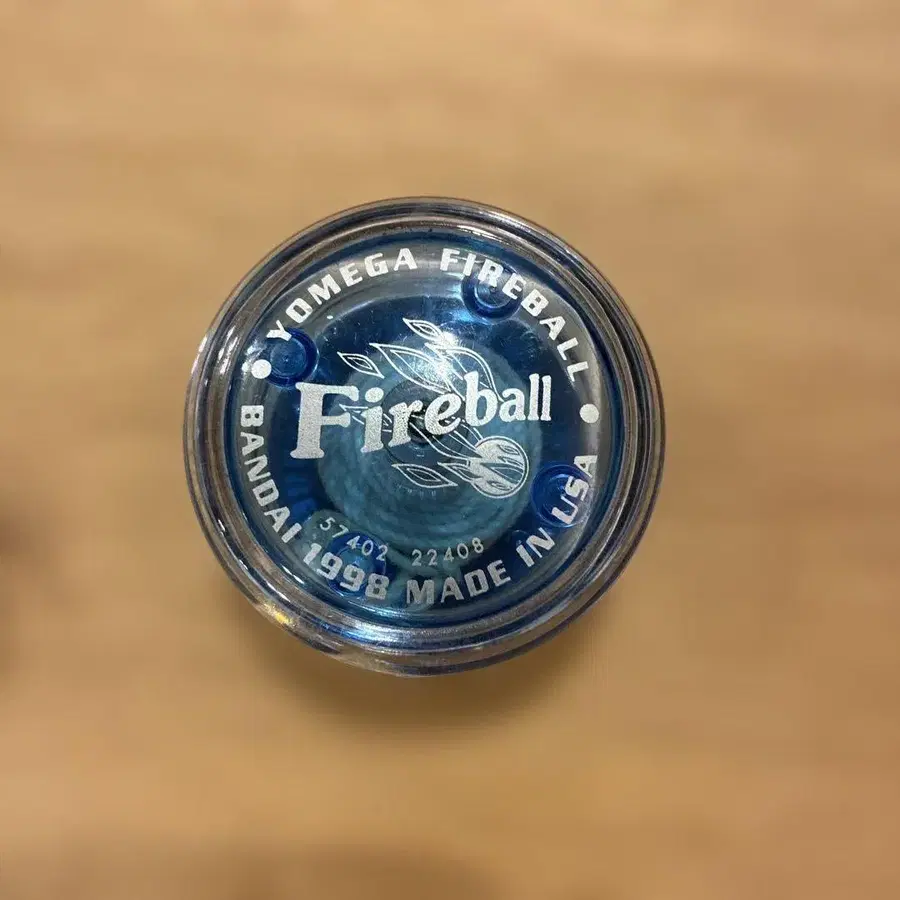 YOMEGA FIREBALL
Fireball
57402 22408
BANDAI 1998 MADE IN USA